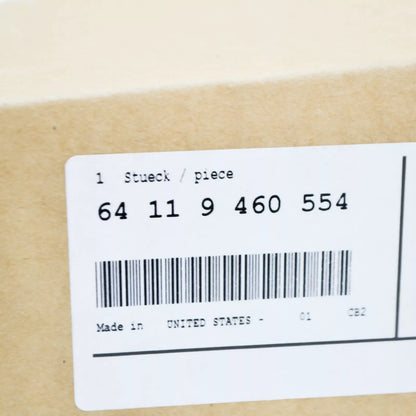 1 Stueck / piece
64 11 9 460 554
Made in UNITED STATES - 01 CB2